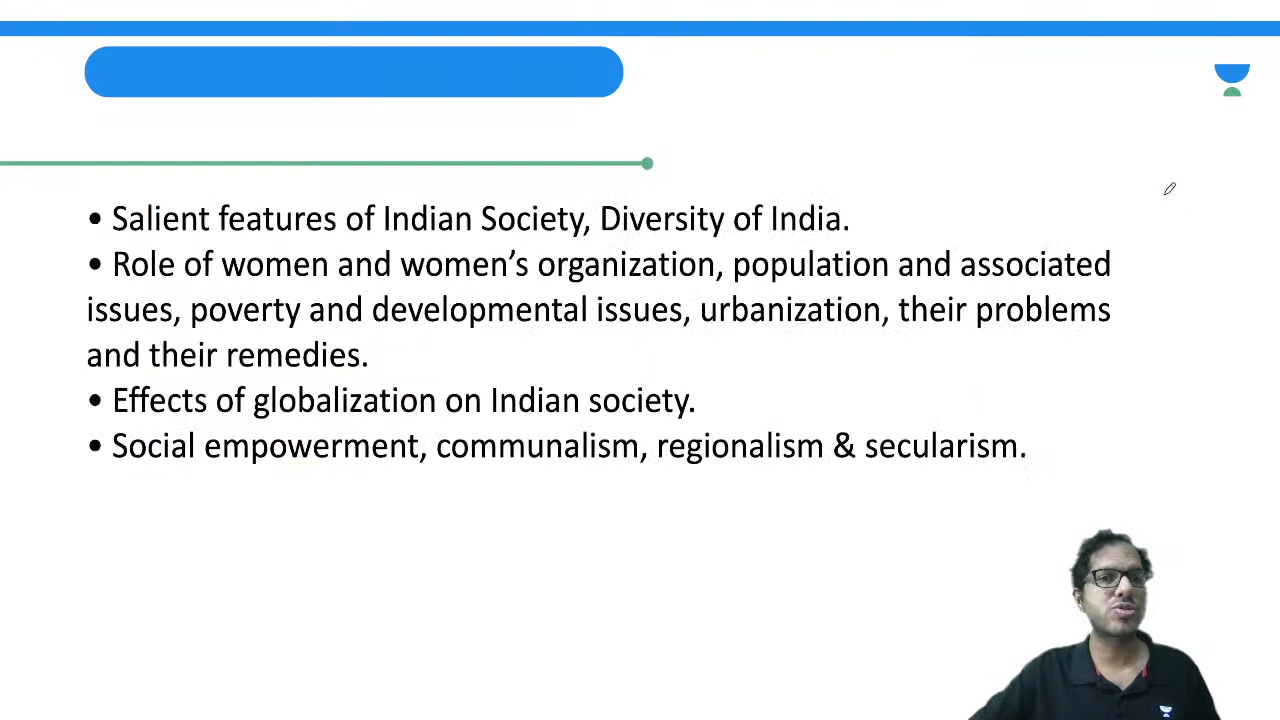 • Salient features of Indian Society, Diversity of India.
• Role of women and women’s organization, population and associated
issues, poverty and developmental issues, urbanization, their problems
and their remedies.
• Effects of globalization on Indian society.
• Social empowerment, communalism, regionalism & secularism.